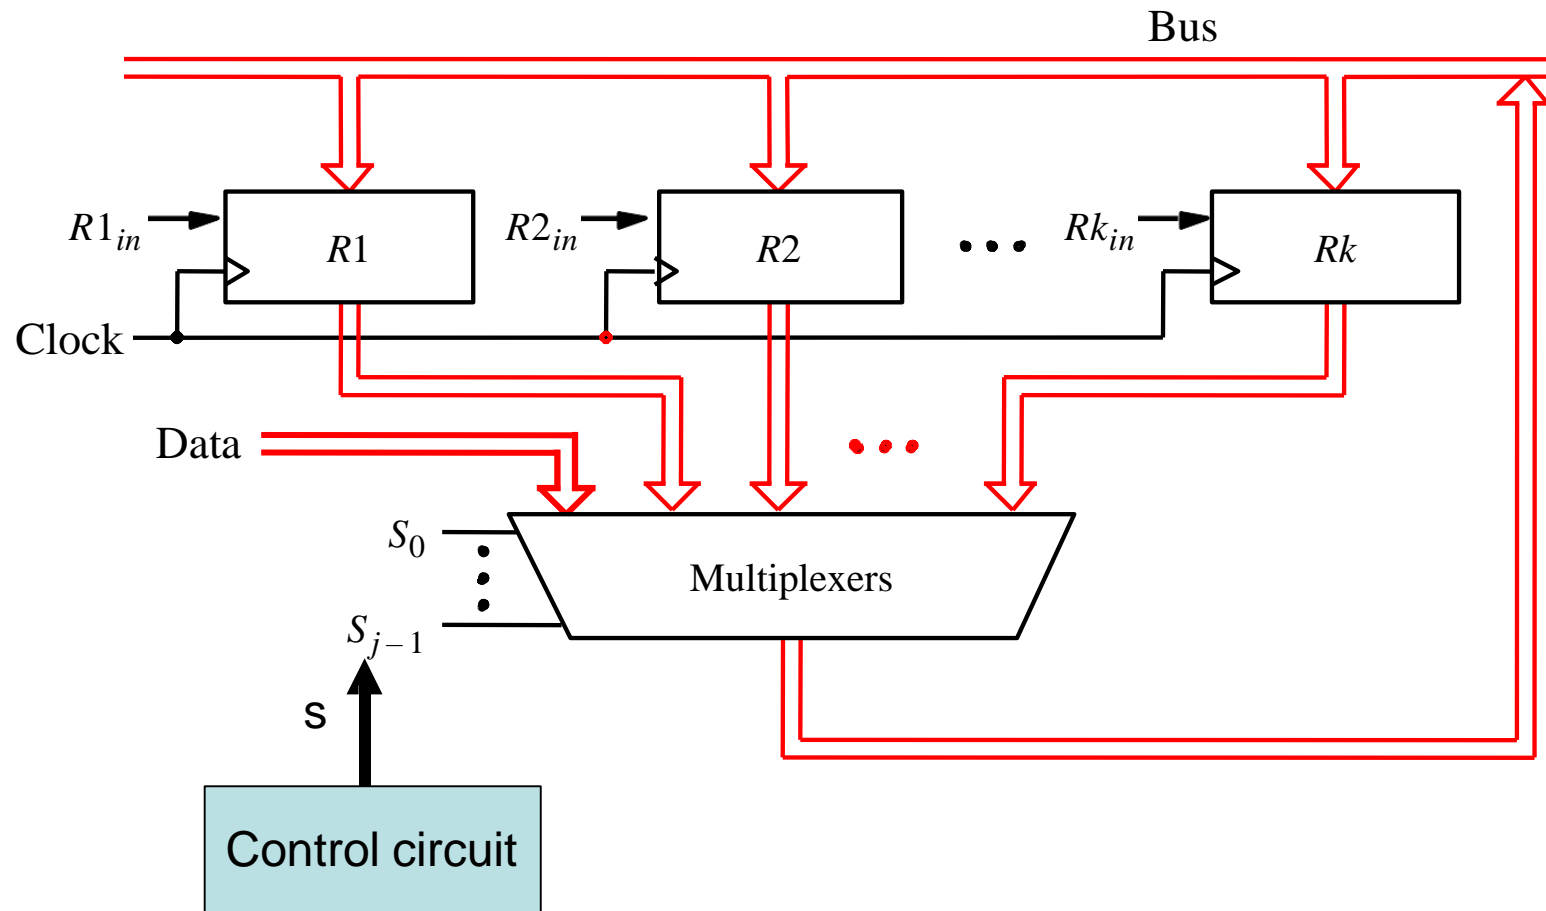 Bus
R1in R1 R2in R2 Rkin Rk
Clock
Data
S0
Multiplexers
Sj–1
s
Control circuit